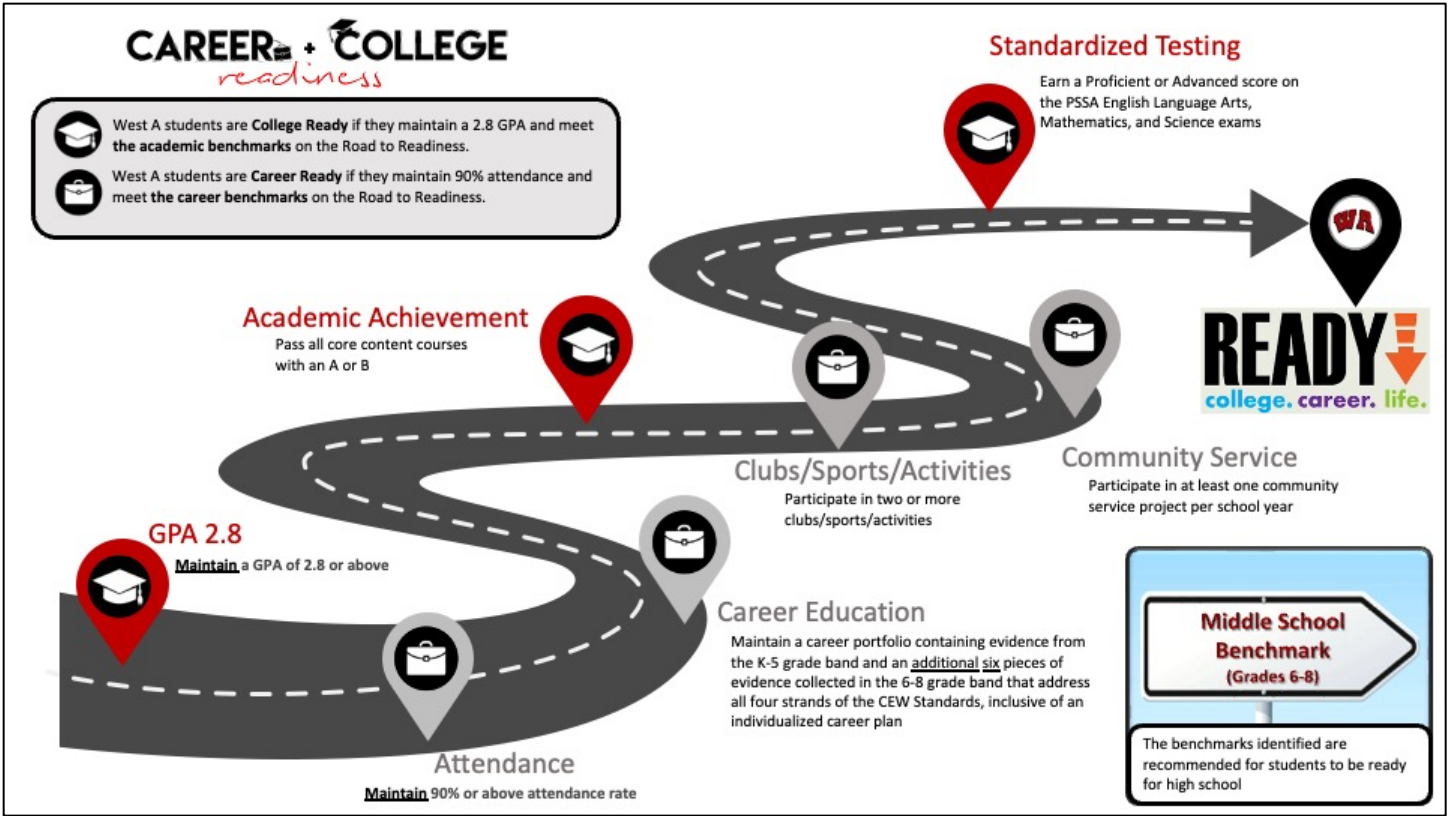 CAREER + COLLEGE
readiness
West A students are College Ready if they maintain a 2.8 GPA and meet
the academic benchmarks on the Road to Readiness.
West A students are Career Ready if they maintain 90% attendance and
meet the career benchmarks on the Road to Readiness.
Standardized Testing
Earn a Proficient or Advanced score on
the PSSA English Language Arts,
Mathematics, and Science exams
WA
READY
college. career. life.
Academic Achievement
Pass all core content courses
with an A or B
Clubs/Sports/Activities
Participate in two or more
clubs/sports/activities
Community Service
Participate in at least one community
service project per school year
GPA 2.8
Maintain a GPA of 2.8 or above
Career Education
Maintain a career portfolio containing evidence from
the K-5 grade band and an additional six pieces of
evidence collected in the 6-8 grade band that address
all four strands of the CEW Standards, inclusive of an
individualized career plan
Attendance
Maintain 90% or above attendance rate
Middle School
Benchmark
(Grades 6-8)
The benchmarks identified are
recommended for students to be ready
for high school